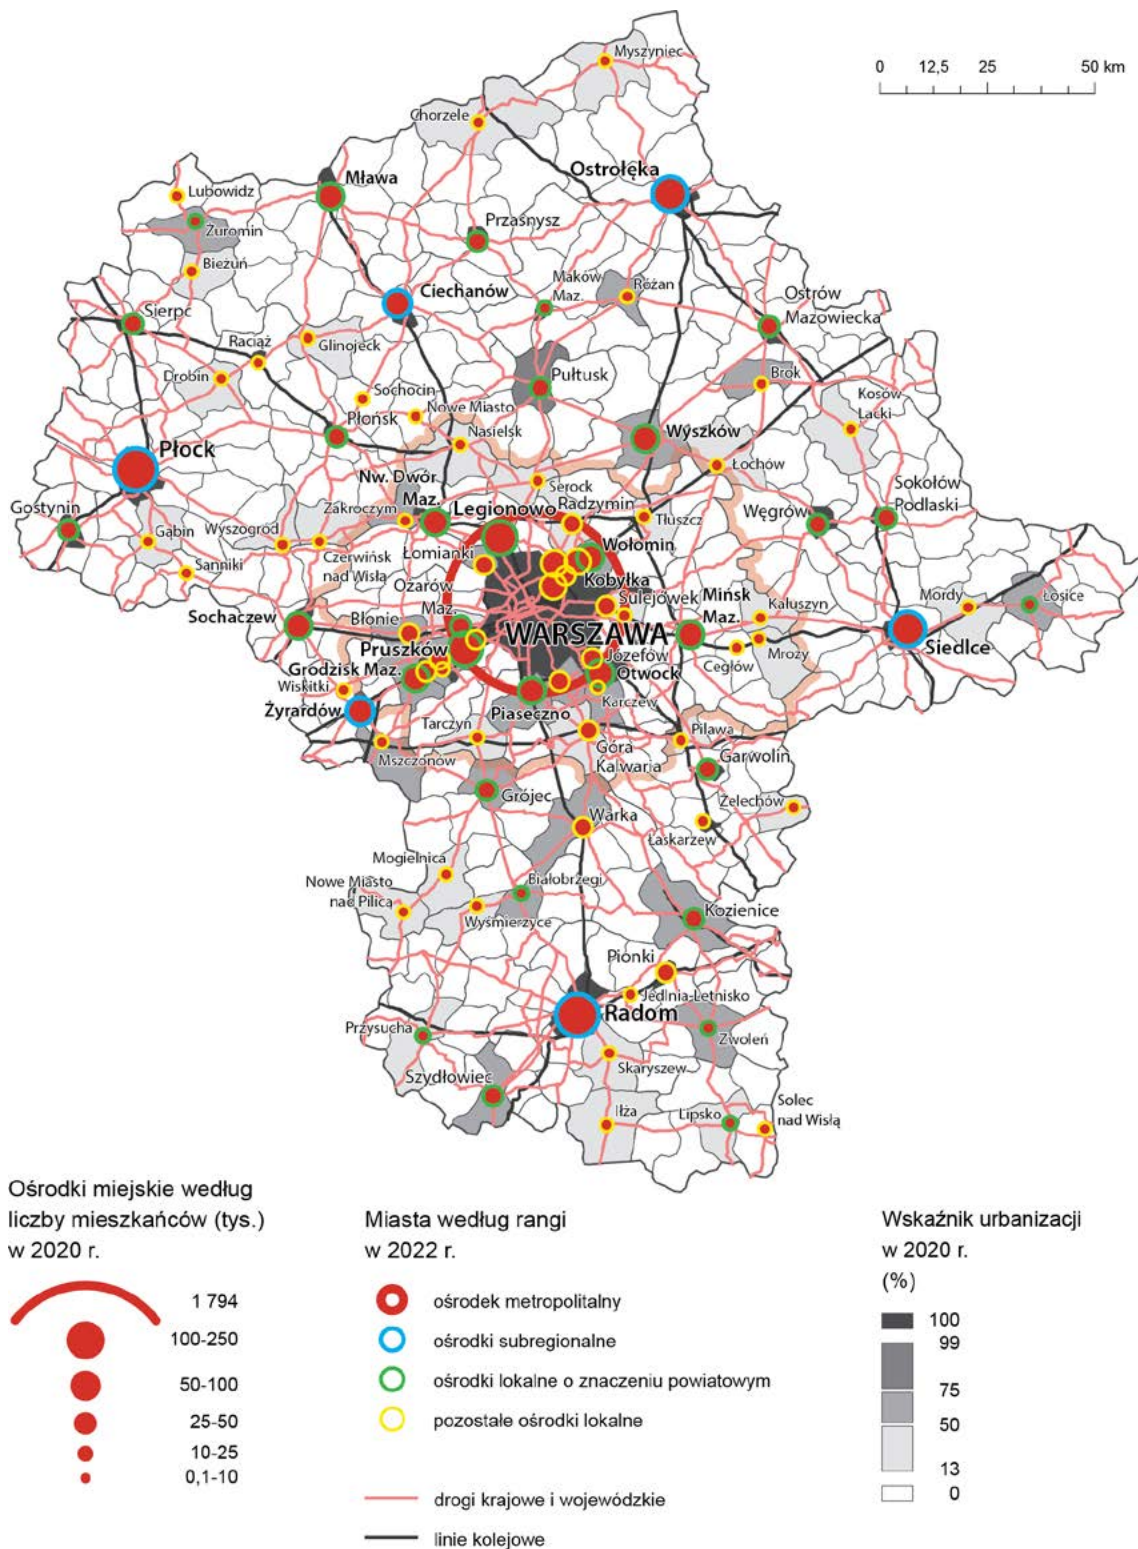 Myszyniec
0 12,5 25 50 km
Chorzele
Ostrołęka
Mława
Lubowidz
Przasnysz
Żuromin
Bieżuń
Maków
Maz.
Różan
Ciechanów
Ostrów
Mazowiecka
Sierpc
Raciąż
Glinojeck
Drobin
Pułtusk
Brok
Sochocin
Kosów
Lacki
Nowe Miasto
Płońsk
Nasielsk
Wyszków
Płock
Łochów
Nw. Dwór
Maz.
Serock
Sokołów
Podlaski
Gostynin
Zakroczym
Legionowo
Radzymin
Węgrów
Wyszogród
Tłuszcz
Gąbin
Czerwińsk
nad Wisłą
Łomianki
Wołomin
Sanniki
Ożarów
Maz.
Kobyłka
Sulejówek
Mińsk
Maz.
Kałuszyn
Mordy
Łosice
Sochaczew
Błonie
WARSZAWA
Siedlce
Pruszków
Józefów
Cegłów
Mrozy
Grodzisk Maz.
Otwock
Wiskitki
Karczew
Żyrardów
Piaseczno
Tarczyn
Pilawa
Mszczonów
Góra
Kalwaria
Garwolin
Grójec
Żelechów
Warka
Łaskarzew
Mogielnica
Białobrzegi
Nowe Miasto
nad Pilicą
Wyśmierzyce
Kozienice
Pionki
Jedlnia-Letnisko
Radom
Przysucha
Zwoleń
Skaryszew
Szydłowiec
Solec
nad Wisłą
Iłża
Lipsko
Ośrodki miejskie według
liczby mieszkańców (tys.)
w 2020 r.
1 794
100-250
50-100
25-50
10-25
0,1-10
Miasta według rangi
w 2022 r.
ośrodek metropolitalny
ośrodki subregionalne
ośrodki lokalne o znaczeniu powiatowym
pozostałe ośrodki lokalne
drogi krajowe i wojewódzkie
linie kolejowe
Wskaźnik urbanizacji
w 2020 r.
(%)
100
99
75
50
13
0